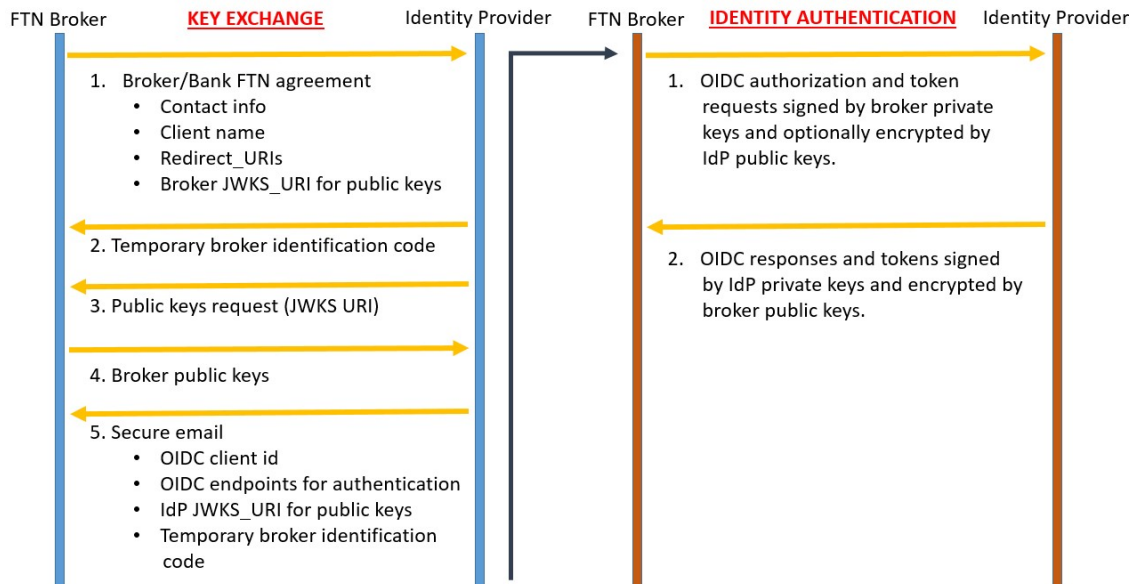 FTN Broker
KEY EXCHANGE
Identity Provider
1. Broker/Bank FTN agreement
• Contact info
• Client name
• Redirect_URIs
• Broker JWKS_URI for public keys
2. Temporary broker identification code
3. Public keys request (JWKS URI)
4. Broker public keys
5. Secure email
• OIDC client id
• OIDC endpoints for authentication
• IdP JWKS_URI for public keys
• Temporary broker identification
code
FTN Broker
IDENTITY AUTHENTICATION
Identity Provider
1. OIDC authorization and token
requests signed by broker private
keys and optionally encrypted by
IdP public keys.
2. OIDC responses and tokens signed
by IdP private keys and encrypted by
broker public keys.